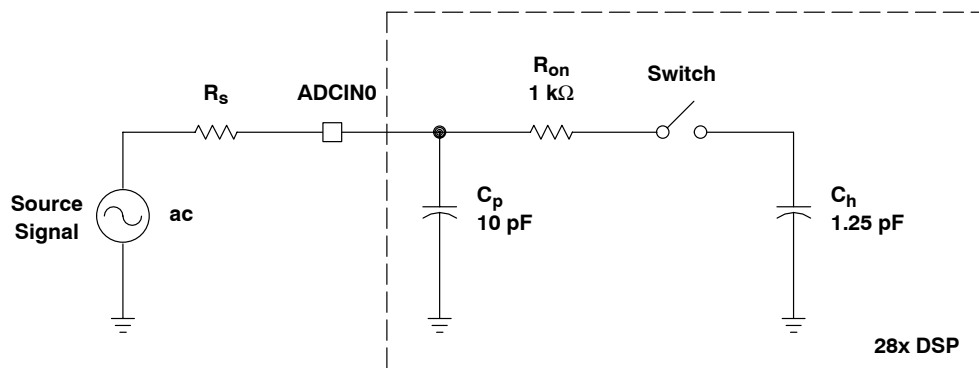 Rs
ADCIN0
Ron
1 kΩ
Switch
Source
Signal
ac
Cp
10 pF
Ch
1.25 pF
28x DSP